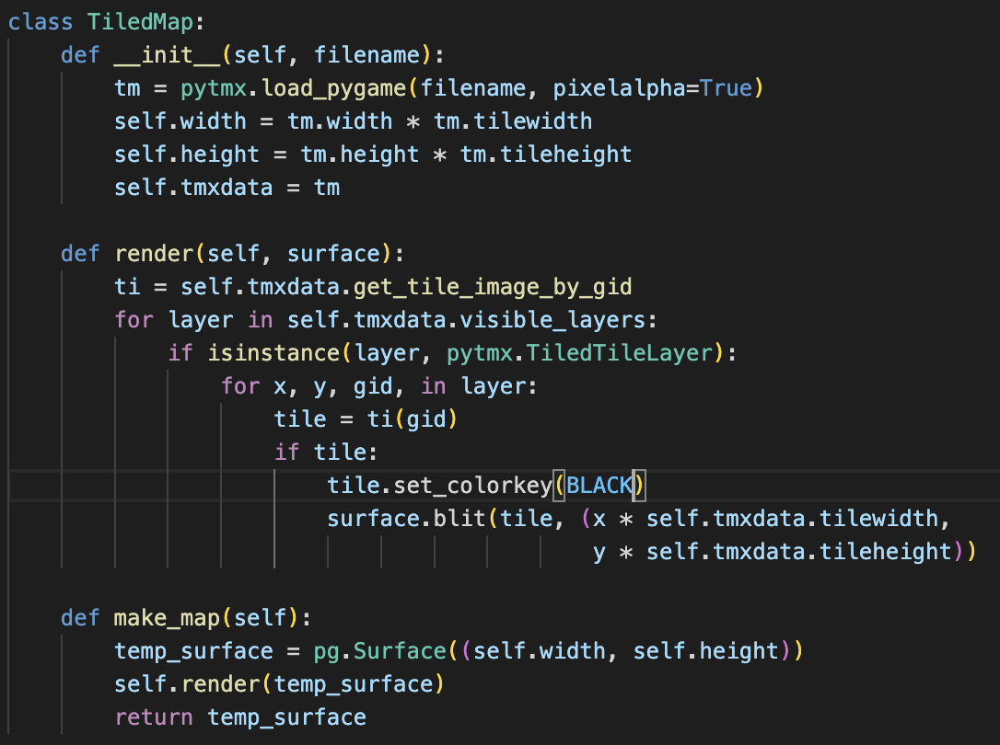 class TiledMap:
    def __init__(self, filename):
        tm = pytmx.load_pygame(filename, pixelalpha=True)
        self.width = tm.width * tm.tilewidth
        self.height = tm.height * tm.tileheight
        self.tmxdata = tm

    def render(self, surface):
        ti = self.tmxdata.get_tile_image_by_gid
        for layer in self.tmxdata.visible_layers:
            if isinstance(layer, pytmx.TiledTileLayer):
                for x, y, gid, in layer:
                    tile = ti(gid)
                    if tile:
                        tile.set_colorkey(BLACK)
                        surface.blit(tile, (x * self.tmxdata.tilewidth,
                                            y * self.tmxdata.tileheight))

    def make_map(self):
        temp_surface = pg.Surface((self.width, self.height))
        self.render(temp_surface)
        return temp_surface